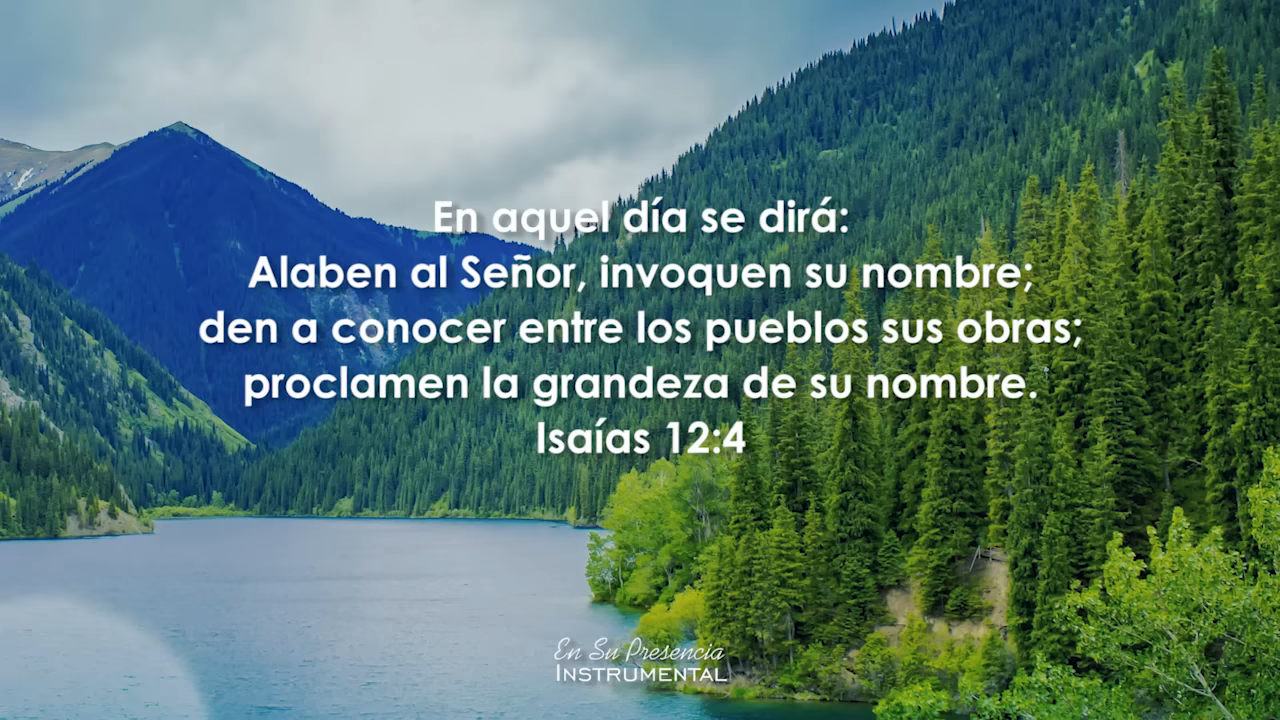 En aquel día se dirá:
Alaben al Señor, invoquen su nombre;
den a conocer entre los pueblos sus obras;
proclamen la grandeza de su nombre.
Isaías 12:4
En Su Presencia
INSTRUMENTAL